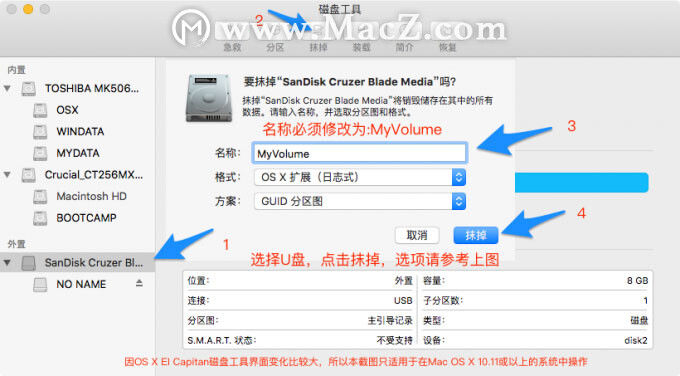 磁盘工具
2
www.MacZ.com
急救 分区 抹掉 装载 简介 恢复
内置
TOSHIBA MK506...
OSX
WINDATA
MYDATA
Crucial_CT256MX...
Macintosh HD
BOOTCAMP
外置
SanDisk Cruzer Bl...
NO NAME
1
要抹掉“SanDisk Cruzer Blade Media”吗?
抹掉“SanDisk Cruzer Blade Media”将销毁储存在其中的所有
数据。请输入名称,并选取分区图和格式。
名称必须修改为:MyVolume
3
名称: MyVolume
格式: OS X 扩展(日志式)
方案: GUID 分区图
4
取消 抹掉
选择U盘，点击抹掉，选项请参考上图
位置: 外置 容量: 8 GB
连接: USB 子分区数: 1
分区图: 主引导记录 类型: 磁盘
S.M.A.R.T. 状态: 不受支持 设备: disk2
因OS X El Capitan磁盘工具界面变化比较大，所以本截图只适用于在Mac OS X 10.11或以上的系统中操作